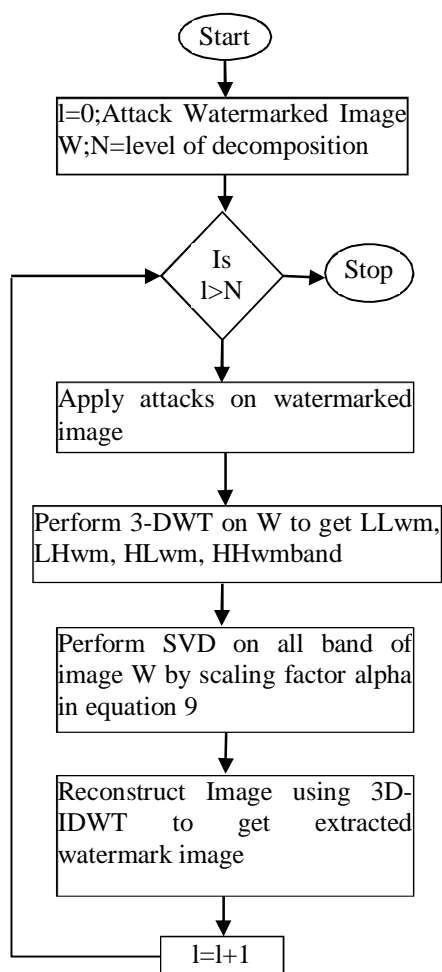 Start
l=0;Attack Watermarked Image
W;N=level of decomposition
Is
l>N
Stop
Apply attacks on watermarked
image
Perform 3-DWT on W to get LLwm,
LHwm, HLwm, HHwmband
Perform SVD on all band of
image W by scaling factor alpha
in equation 9
Reconstruct Image using 3D-
IDWT to get extracted
watermark image
l=l+1